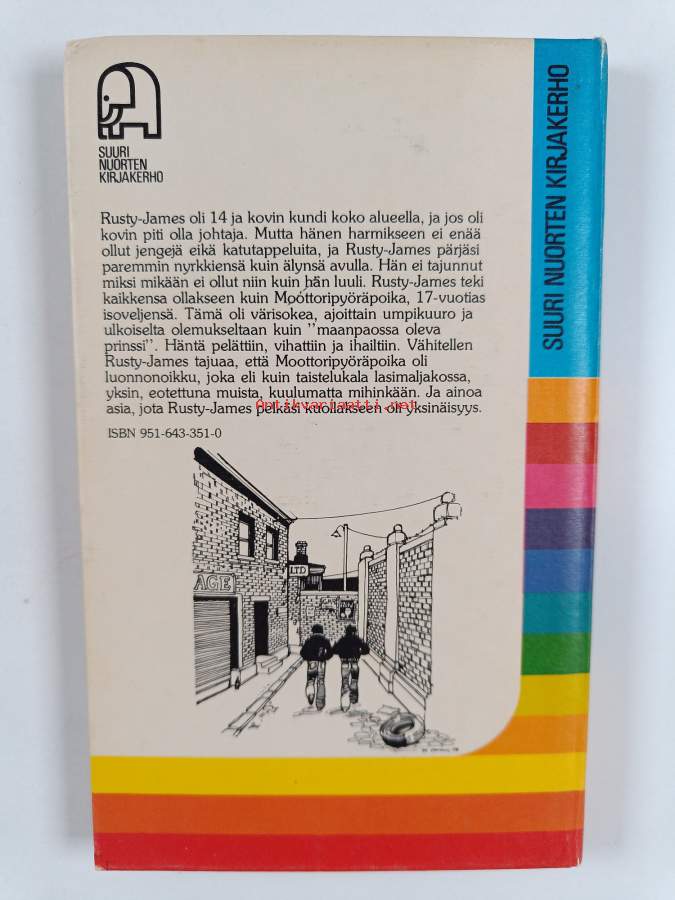 SUURI
NUORTEN
KIRJAKERHO
SUURI NUORTEN KIRJAKERHO
Rusty-James oli 14 ja kovin kundi koko alueella, ja jos oli
kovin piti olla johtaja. Mutta hänen harmikseen ei enää
ollut jengejä eikä katutappeluita, ja Rusty-James pärjäsi
paremmin nyrkkiensä kuin älynsä avulla. Hän ei tajunnut
miksi mikään ei ollut niin kuin hän luuli. Rusty-James teki
kaikkensa ollakseen kuin Moottoripyöräpoika, 17-vuotias
isoveljensä. Tämä oli värisokea, ajoittain umpikuuro ja
ulkoiselta olemukseltaan kuin "maanpaossa oleva
prinssi". Häntä pelättiin, vihattiin ja ihailtiin. Vähitellen
Rusty-James tajuaa, että Moottoripyöräpoika oli
luonnonoikku, joka eli kuin taistelukala lasimaljakossa,
yksin, eotettuna muista, kuulumatta mihinkään. Ja ainoa
asia, jota Rusty-James pelkäsi kuollakseen oli yksinäisyys.
Antikvariaatti.net
ISBN 951-643-351-0
LTD
AGE